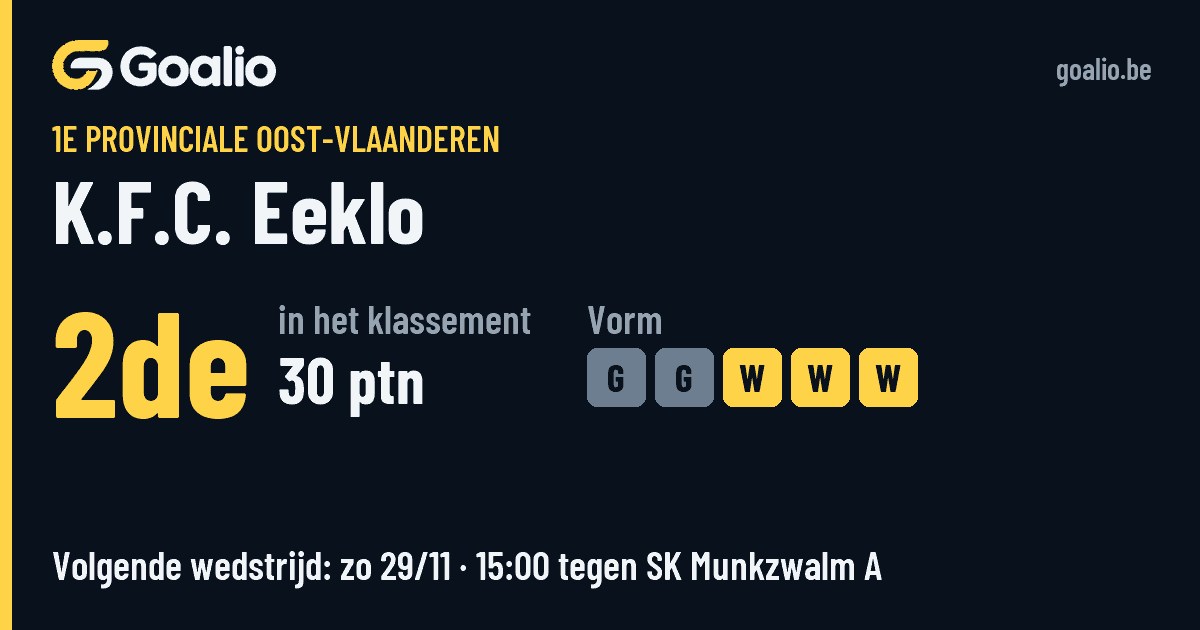 Goalio
goalio.be
1E PROVINCIALE OOST-VLAANDEREN
K.F.C. Eeklo
2de
in het klassement
30 ptn
Vorm
G G W W W
Volgende wedstrijd: zo 29/11 · 15:00 tegen SK Munkzwalm A